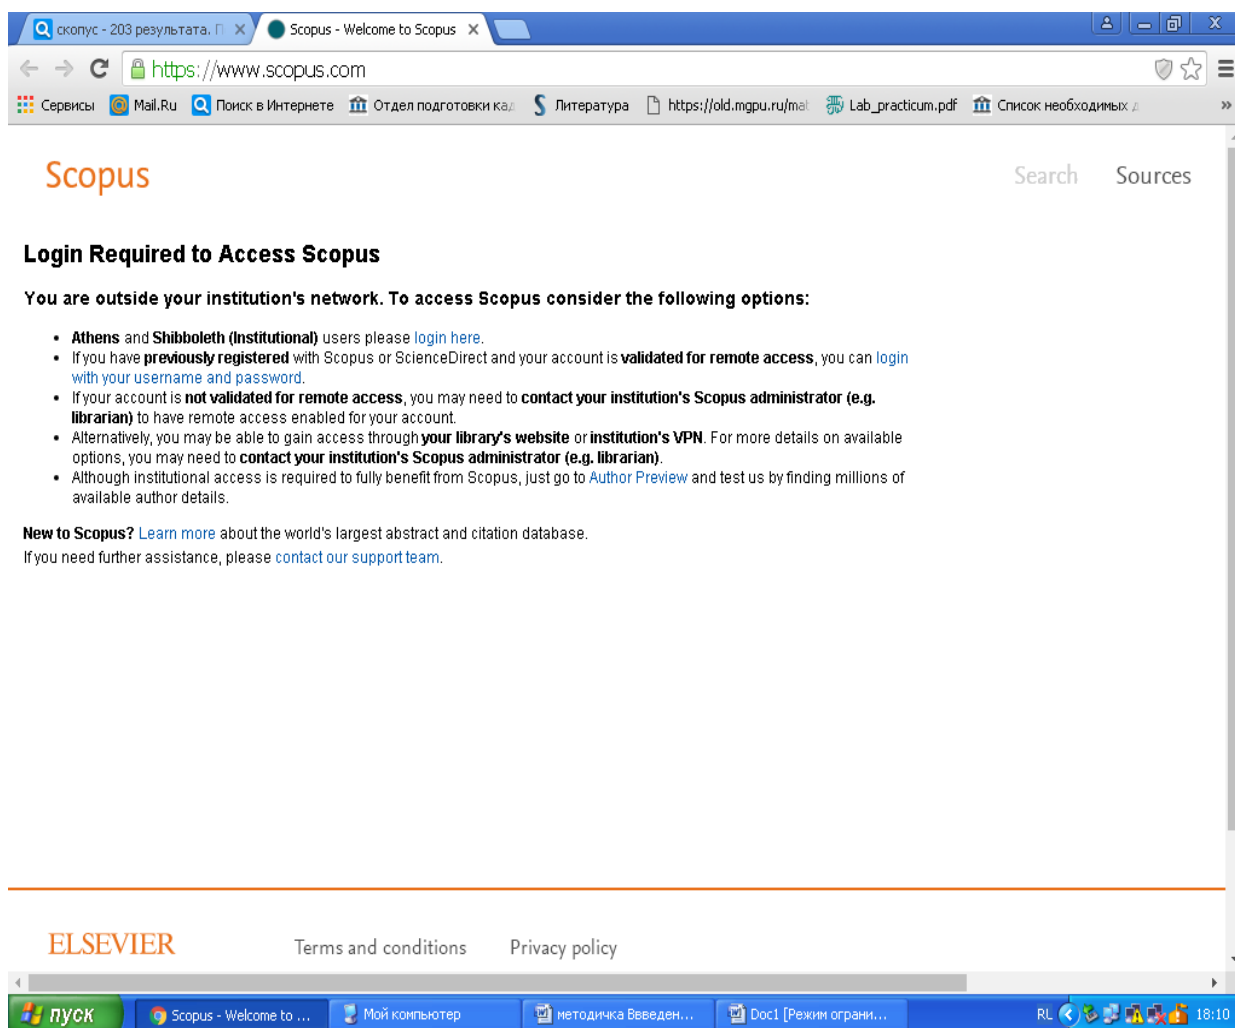 скопус - 203 результата. П
Scopus - Welcome to Scopus
https://www.scopus.com
Сервисы Mail.Ru Поиск в Интернете Отдел подготовки кад Литература https://old.mgpu.ru/mat Lab_practicum.pdf Список необходимых д »
Scopus
Search Sources
Login Required to Access Scopus
You are outside your institution's network. To access Scopus consider the following options:
• Athens and Shibboleth (Institutional) users please login here.
• If you have previously registered with Scopus or ScienceDirect and your account is validated for remote access, you can login
with your username and password.
• If your account is not validated for remote access, you may need to contact your institution's Scopus administrator (e.g.
librarian) to have remote access enabled for your account.
• Alternatively, you may be able to gain access through your library's website or institution's VPN. For more details on available
options, you may need to contact your institution's Scopus administrator (e.g. librarian).
• Although institutional access is required to fully benefit from Scopus, just go to Author Preview and test us by finding millions of
available author details.
New to Scopus? Learn more about the world's largest abstract and citation database.
If you need further assistance, please contact our support team.
ELSEVIER Terms and conditions Privacy policy
пуск Scopus - Welcome to ... Мой компьютер методичка Ввведен... Doc1 [Режим ограни... RL 18:10